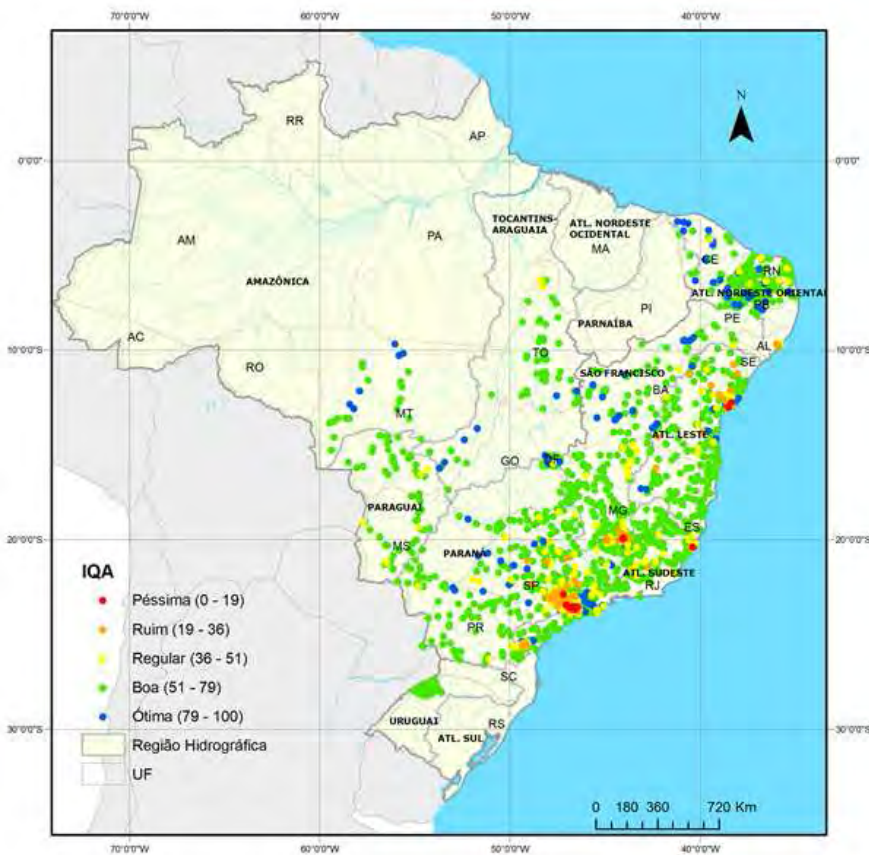 70°0'0"W 60°0'0"W 50°0'0"W 40°0'0"W
N
RR
AP
0°0'0" 0°0'0"
TOCANTINS-
ARAGUAIA
ATL. NORDESTE
OCIDENTAL
AM
PA
MA
CE
RN
AMAZÔNICA
ATL. NORDESTE ORIENTAL
PB
PI
PARNAÍBA
PE
AC
AL
10°0'0"S 10°0'0"S
RO
TO
SE
SÃO FRANCISCO
BA
MT
ATL. LESTE
GO
DF
PARAGUAI
MG
ES
20°0'0"S 20°0'0"S
MS
PARANÁ
ATL. SUDESTE
SP
RJ
PR
SC
URUGUAI
RS
ATL. SUL
30°0'0"S 30°0'0"S
IQA
Péssima (0 - 19)
Ruim (19 - 36)
Regular (36 - 51)
Boa (51 - 79)
Ótima (79 - 100)
Região Hidrográfica
UF
0 180 360 720 Km
70°0'0"W 60°0'0"W 50°0'0"W 40°0'0"W